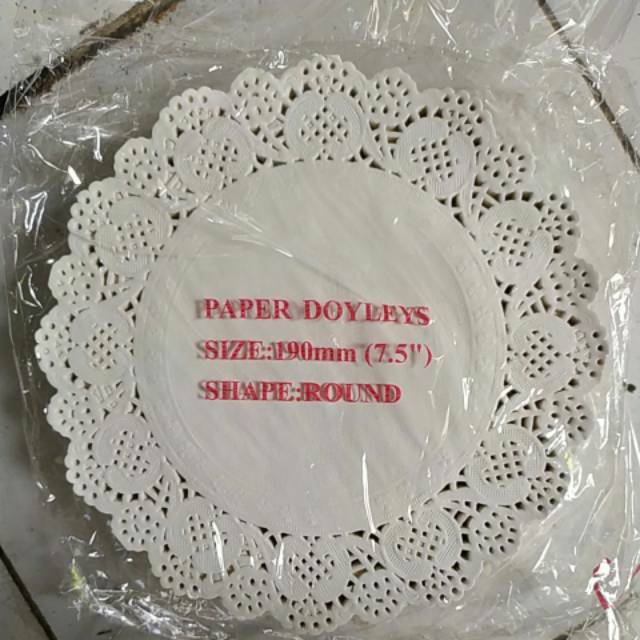 PAPER DOYLEYS
SIZE:190mm (7.5")
SHAPE:ROUND